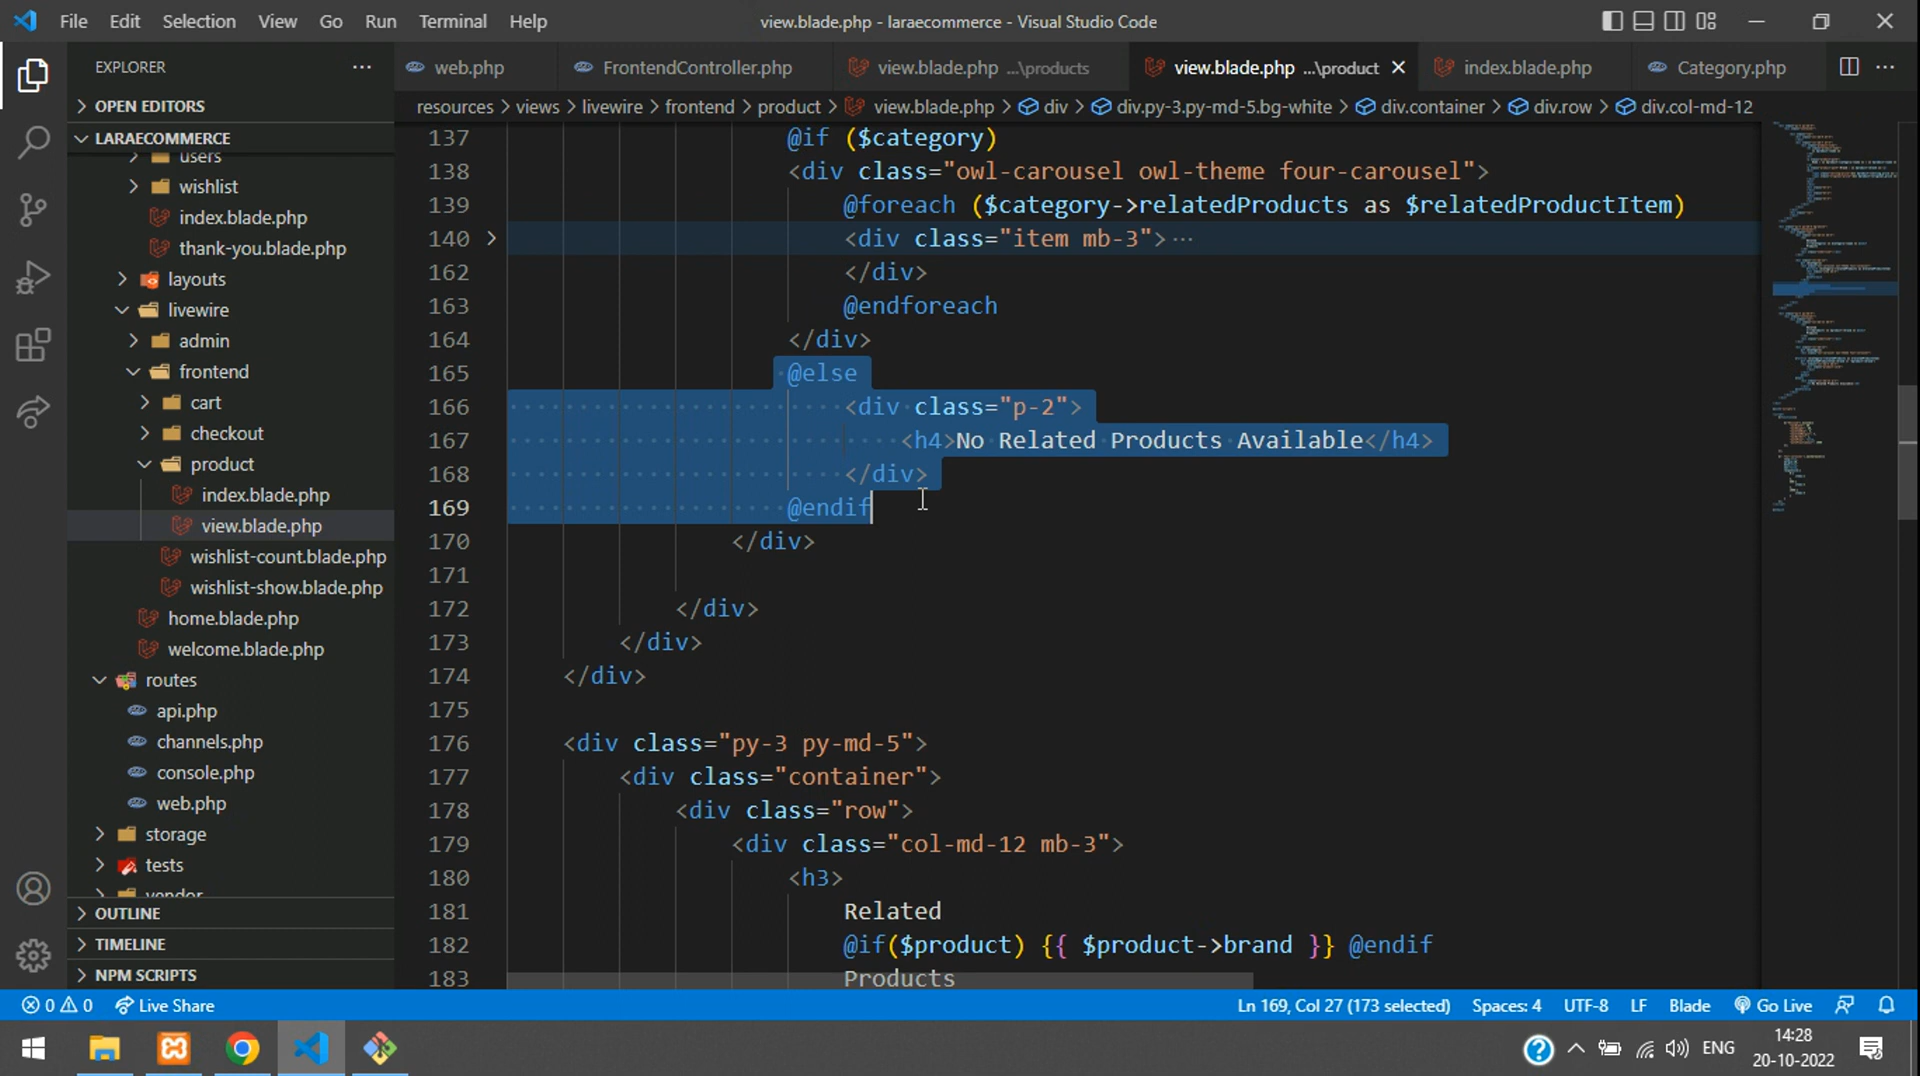 File Edit Selection View Go Run Terminal Help
view.blade.php - laraecommerce - Visual Studio Code
EXPLORER
web.php
FrontendController.php
view.blade.php ...\products
view.blade.php ...\product
index.blade.php
Category.php
resources > views > livewire > frontend > product > view.blade.php > div > div.py-3.py-md-5.bg-white > div.container > div.row > div.col-md-12
OPEN EDITORS
LARAECOMMERCE
users
wishlist
index.blade.php
thank-you.blade.php
layouts
livewire
admin
frontend
cart
checkout
product
index.blade.php
view.blade.php
wishlist-count.blade.php
wishlist-show.blade.php
home.blade.php
welcome.blade.php
routes
api.php
channels.php
console.php
web.php
storage
tests
vendor
OUTLINE
TIMELINE
NPM SCRIPTS
137 @if ($category)
138 <div class="owl-carousel owl-theme four-carousel">
139 @foreach ($category->relatedProducts as $relatedProductItem)
140 <div class="item mb-3">...
162 </div>
163 @endforeach
164 </div>
165 @else
166 <div class="p-2">
167 <h4>No Related Products Available</h4>
168 </div>
169 @endif
170 </div>
171
172 </div>
173 </div>
174 </div>
175
176 <div class="py-3 py-md-5">
177 <div class="container">
178 <div class="row">
179 <div class="col-md-12 mb-3">
180 <h3>
181 Related
182 @if($product) {{ $product->brand }} @endif
183 Products
0 0 Live Share
Ln 169, Col 27 (173 selected) Spaces: 4 UTF-8 LF Blade Go Live
ENG
14:28
20-10-2022